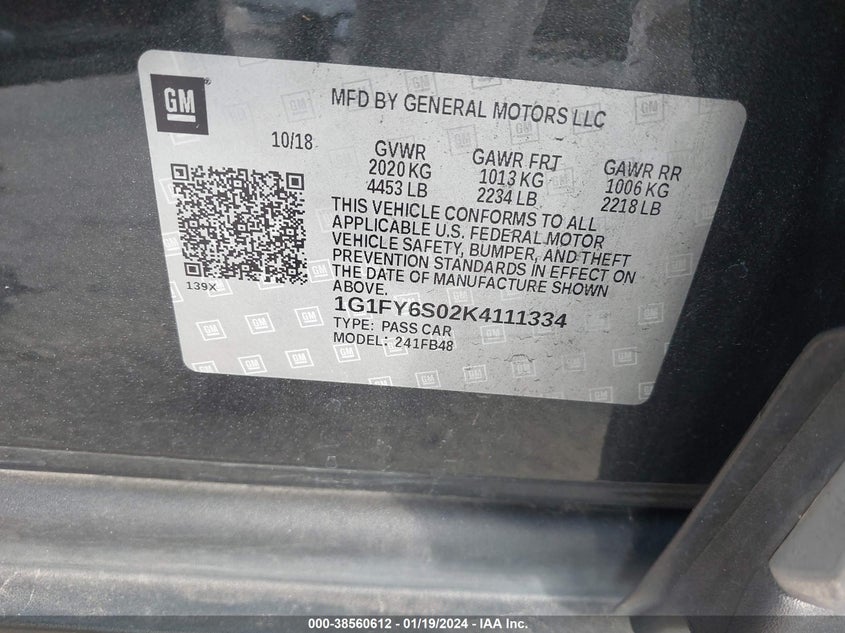 GM
®
MFD BY GENERAL MOTORS LLC
10/18
GVWR
2020 KG
4453 LB
GAWR FRT
1013 KG
2234 LB
GAWR RR
1006 KG
2218 LB
THIS VEHICLE CONFORMS TO ALL
APPLICABLE U.S. FEDERAL MOTOR
VEHICLE SAFETY, BUMPER, AND THEFT
PREVENTION STANDARDS IN EFFECT ON
THE DATE OF MANUFACTURE SHOWN
ABOVE.
139X
1G1FY6S02K4111334
TYPE: PASS CAR
MODEL: 241FB48
000-38560612 - 01/19/2024 - IAA Inc.